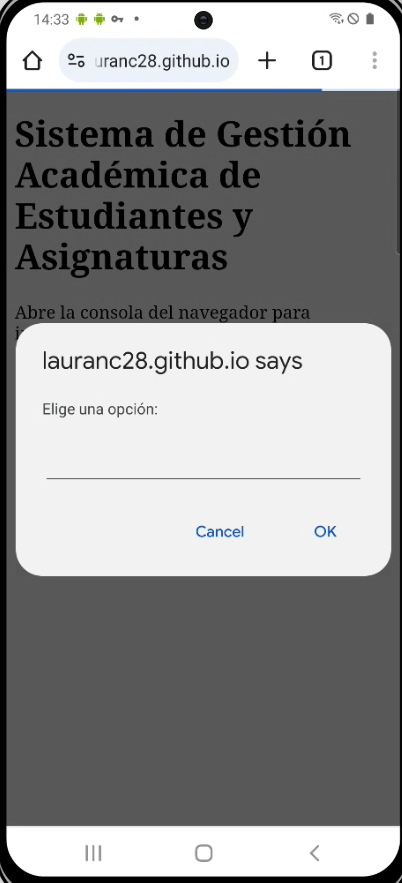 14:33
uranc28.github.io
1
Sistema de Gestión
Académica de
Estudiantes y
Asignaturas
Abre la consola del navegador para
lauranc28.github.io says
Elige una opción:
Cancel
OK